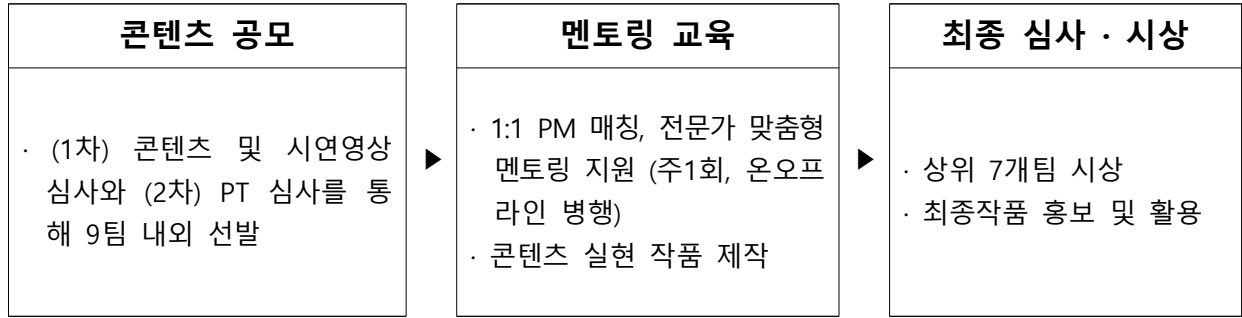 콘텐츠 공모
· (1차) 콘텐츠 및 시연영상
심사와 (2차) PT 심사를 통
해 9팀 내외 선발
▶
멘토링 교육
· 1:1 PM 매칭, 전문가 맞춤형
멘토링 지원 (주1회, 온오프
라인 병행)
· 콘텐츠 실현 작품 제작
▶
최종 심사 · 시상
· 상위 7개팀 시상
· 최종작품 홍보 및 활용